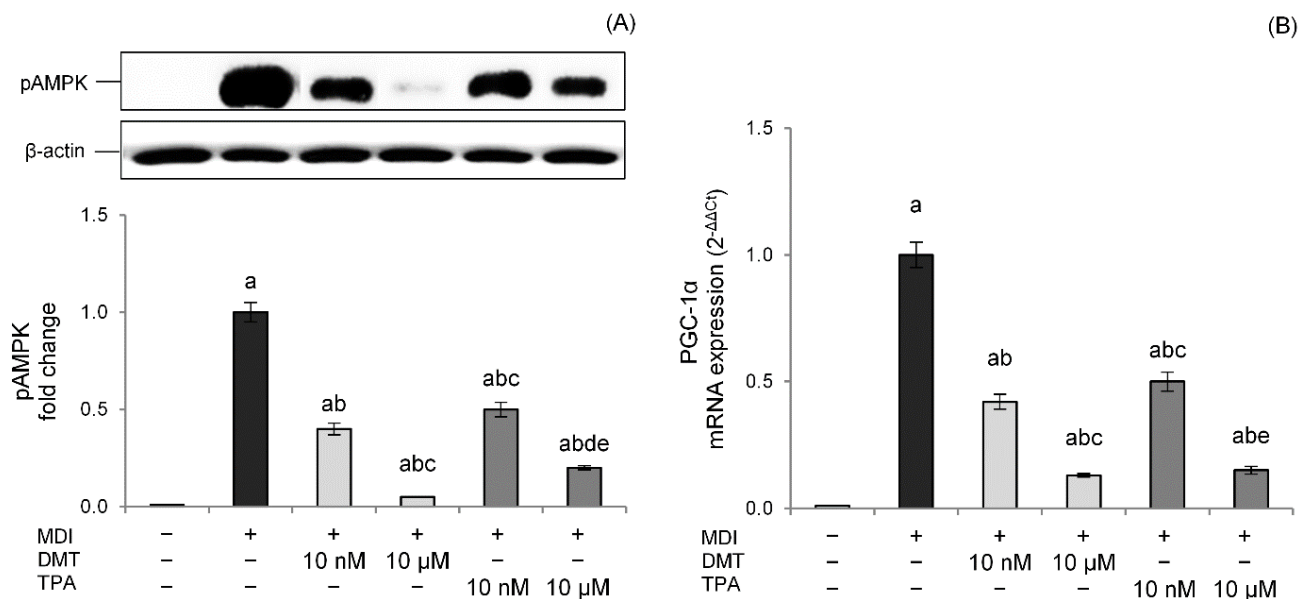 (A)
pAMPK
β-actin
pAMPK
fold change
1.5
1.0
0.5
0.0
a
ab
abc
abc
abde
MDI – + + + + +
DMT – – 10 nM 10 µM – –
TPA – – – – 10 nM 10 µM
(B)
PGC-1α
mRNA expression (2-ΔΔCt)
1.5
1.0
0.5
0.0
a
ab
abc
abc
abe
MDI – + + + + +
DMT – – 10 nM 10 µM – –
TPA – – – – 10 nM 10 µM